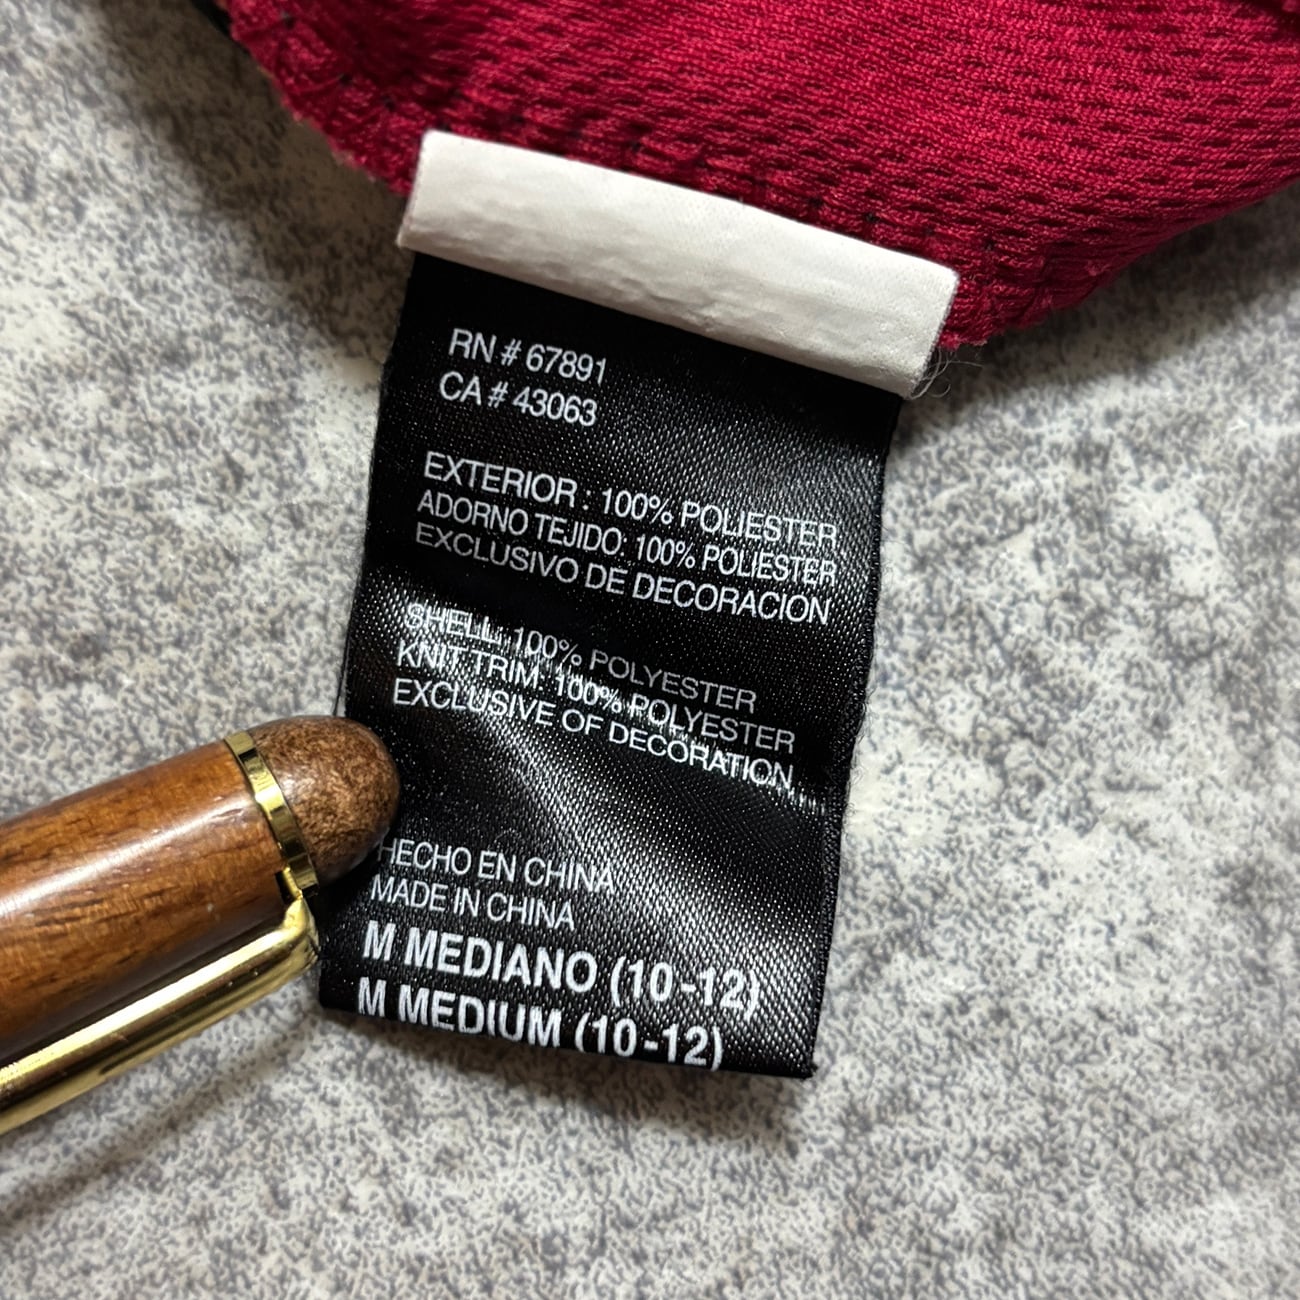 RN # 67891
CA # 43063
EXTERIOR : 100% POLIESTER
ADORNO TEJIDO: 100% POLIESTER
EXCLUSIVO DE DECORACION
SHELL: 100% POLYESTER
KNIT TRIM: 100% POLYESTER
EXCLUSIVE OF DECORATION
HECHO EN CHINA
MADE IN CHINA
M MEDIANO (10-12)
M MEDIUM (10-12)